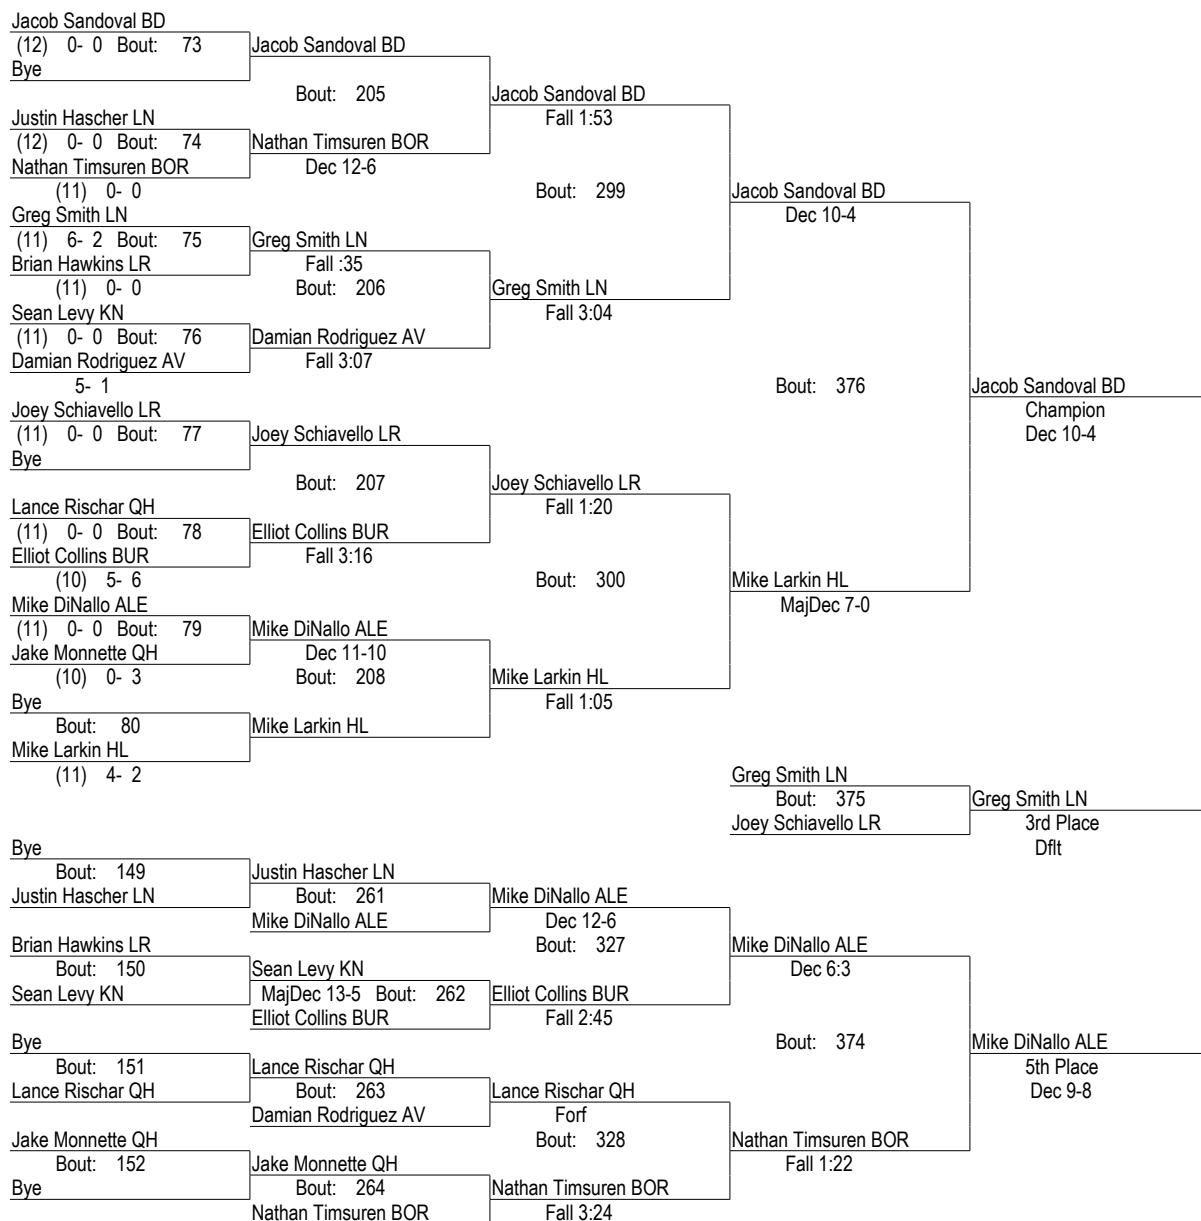 Jacob Sandoval BD
(12) 0- 0 Bout: 73 Jacob Sandoval BD
Bye
Bout: 205 Jacob Sandoval BD
Justin Hascher LN Fall 1:53
(12) 0- 0 Bout: 74 Nathan Timsuren BOR
Nathan Timsuren BOR Dec 12-6
(11) 0- 0 Bout: 299 Jacob Sandoval BD
Greg Smith LN Dec 10-4
(11) 6- 2 Bout: 75 Greg Smith LN
Brian Hawkins LR Fall :35
(11) 0- 0 Bout: 206 Greg Smith LN
Sean Levy KN Fall 3:04
(11) 0- 0 Bout: 76 Damian Rodriguez AV
Damian Rodriguez AV Fall 3:07
5- 1 Bout: 376 Jacob Sandoval BD
Joey Schiavello LR Champion
(11) 0- 0 Bout: 77 Joey Schiavello LR Dec 10-4
Bye
Bout: 207 Joey Schiavello LR
Lance Rischar QH Fall 1:20
(11) 0- 0 Bout: 78 Elliot Collins BUR
Elliot Collins BUR Fall 3:16
(10) 5- 6 Bout: 300 Mike Larkin HL
Mike DiNallo ALE MajDec 7-0
(11) 0- 0 Bout: 79 Mike DiNallo ALE
Jake Monnette QH Dec 11-10
(10) 0- 3 Bout: 208 Mike Larkin HL
Bye Fall 1:05
Bout: 80 Mike Larkin HL
Mike Larkin HL
(11) 4- 2 Greg Smith LN
Bout: 375 Greg Smith LN
Joey Schiavello LR 3rd Place
Bye Dflt
Bout: 149 Justin Hascher LN
Justin Hascher LN Bout: 261 Mike DiNallo ALE
Mike DiNallo ALE Dec 12-6
Brian Hawkins LR Bout: 327 Mike DiNallo ALE
Bout: 150 Sean Levy KN Dec 6:3
Sean Levy KN MajDec 13-5 Bout: 262 Elliot Collins BUR
Elliot Collins BUR Fall 2:45
Bye Bout: 374 Mike DiNallo ALE
Bout: 151 Lance Rischar QH 5th Place
Lance Rischar QH Bout: 263 Lance Rischar QH Dec 9-8
Damian Rodriguez AV Forf
Jake Monnette QH Bout: 328 Nathan Timsuren BOR
Bout: 152 Jake Monnette QH Fall 1:22
Bye Bout: 264 Nathan Timsuren BOR
Nathan Timsuren BOR Fall 3:24